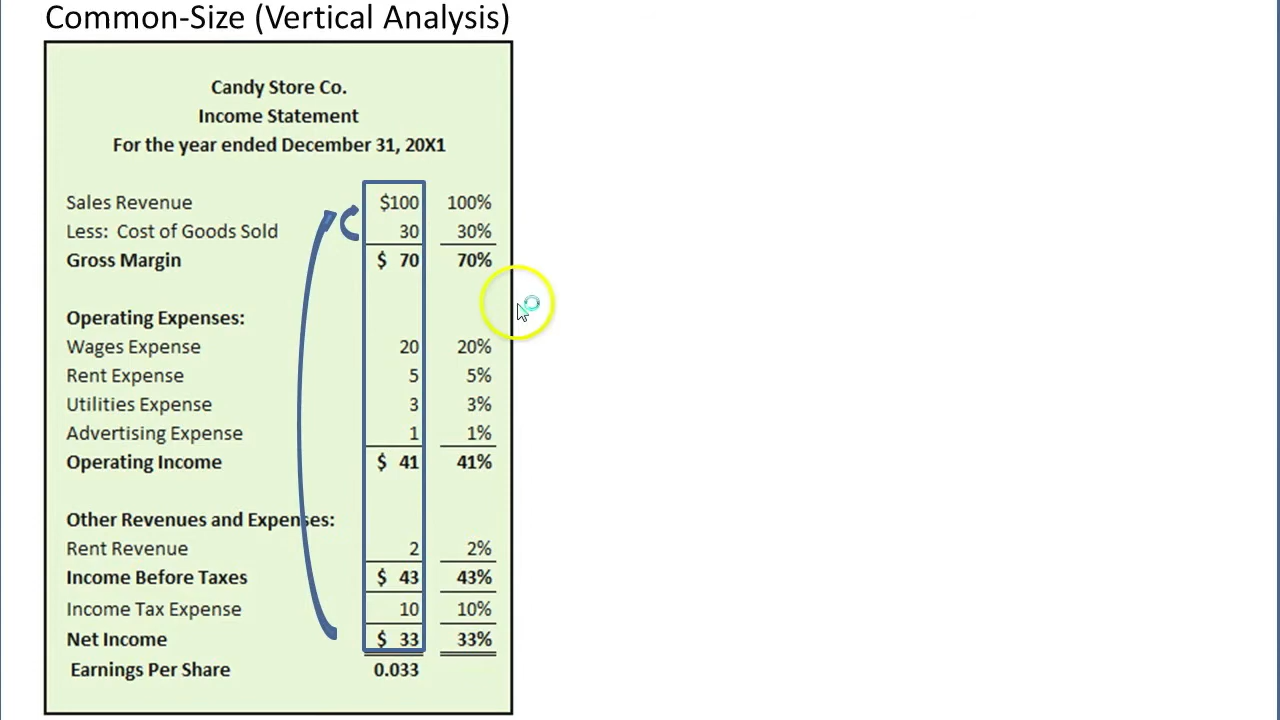 Common-Size (Vertical Analysis)
Candy Store Co.
Income Statement
For the year ended December 31, 20X1
Sales Revenue $100 100%
Less: Cost of Goods Sold 30 30%
Gross Margin $ 70 70%
Operating Expenses:
Wages Expense 20 20%
Rent Expense 5 5%
Utilities Expense 3 3%
Advertising Expense 1 1%
Operating Income $ 41 41%
Other Revenues and Expenses:
Rent Revenue 2 2%
Income Before Taxes $ 43 43%
Income Tax Expense 10 10%
Net Income $ 33 33%
Earnings Per Share 0.033